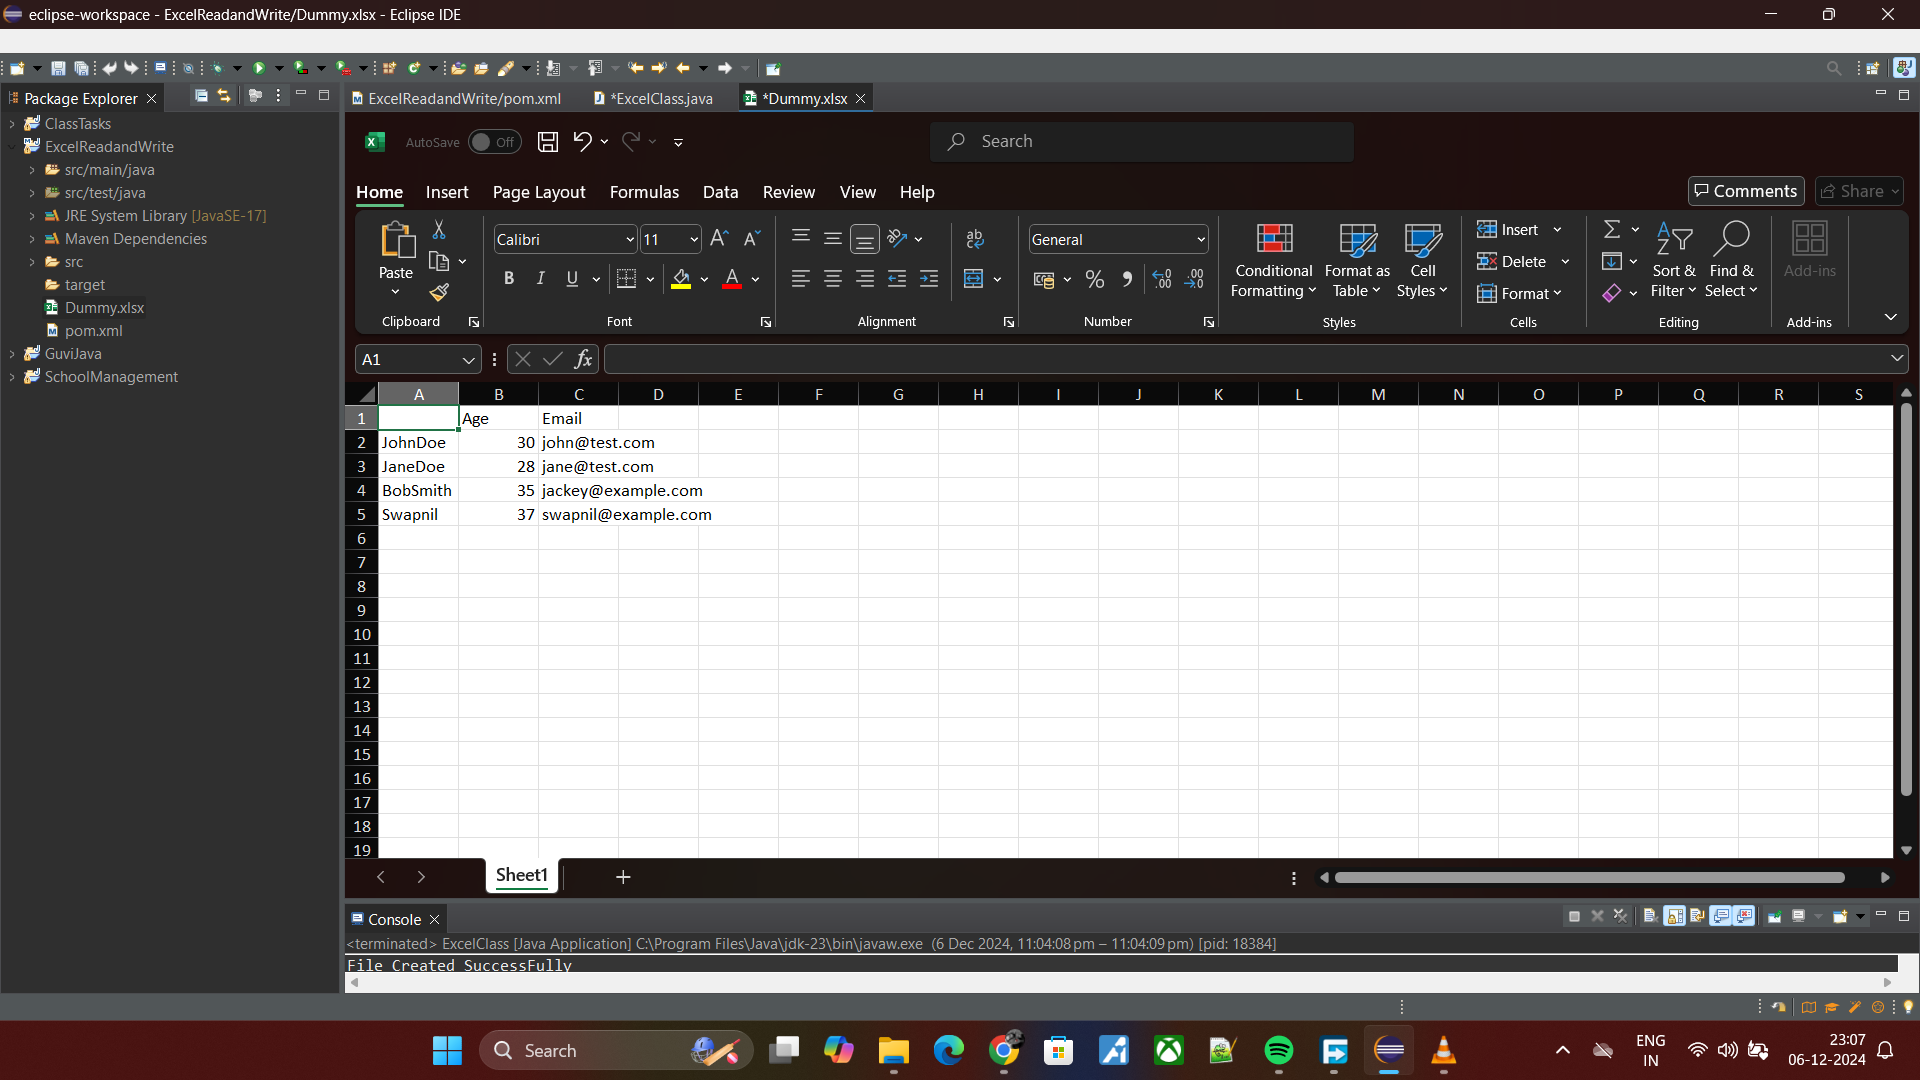 eclipse-workspace - ExcelReadandWrite/Dummy.xlsx - Eclipse IDE
Package Explorer
ExcelReadandWrite/pom.xml
*ExcelClass.java
*Dummy.xlsx
ClassTasks
ExcelReadandWrite
src/main/java
src/test/java
JRE System Library [JavaSE-17]
Maven Dependencies
src
target
Dummy.xlsx
pom.xml
GuviJava
SchoolManagement
AutoSave Off
Search
Home Insert Page Layout Formulas Data Review View Help
Comments Share
Paste
Clipboard
Calibri 11
B I U A
Font
ab
Alignment
General
% .00
Number
Conditional Formatting
Format as Table
Cell Styles
Styles
Insert
Delete
Format
Cells
Sort & Filter
Find & Select
Editing
Add-ins
Add-ins
A1 fx
A B C D E F G H I J K L M N O P Q R S
1 Age Email
2 JohnDoe 30 john@test.com
3 JaneDoe 28 jane@test.com
4 BobSmith 35 jackey@example.com
5 Swapnil 37 swapnil@example.com
6
7
8
9
10
11
12
13
14
15
16
17
18
19
Sheet1
Console
<terminated> ExcelClass [Java Application] C:\Program Files\Java\jdk-23\bin\javaw.exe (6 Dec 2024, 11:04:08 pm – 11:04:09 pm) [pid: 18384]
File Created SuccessFully
Search
ENG
IN
23:07
06-12-2024